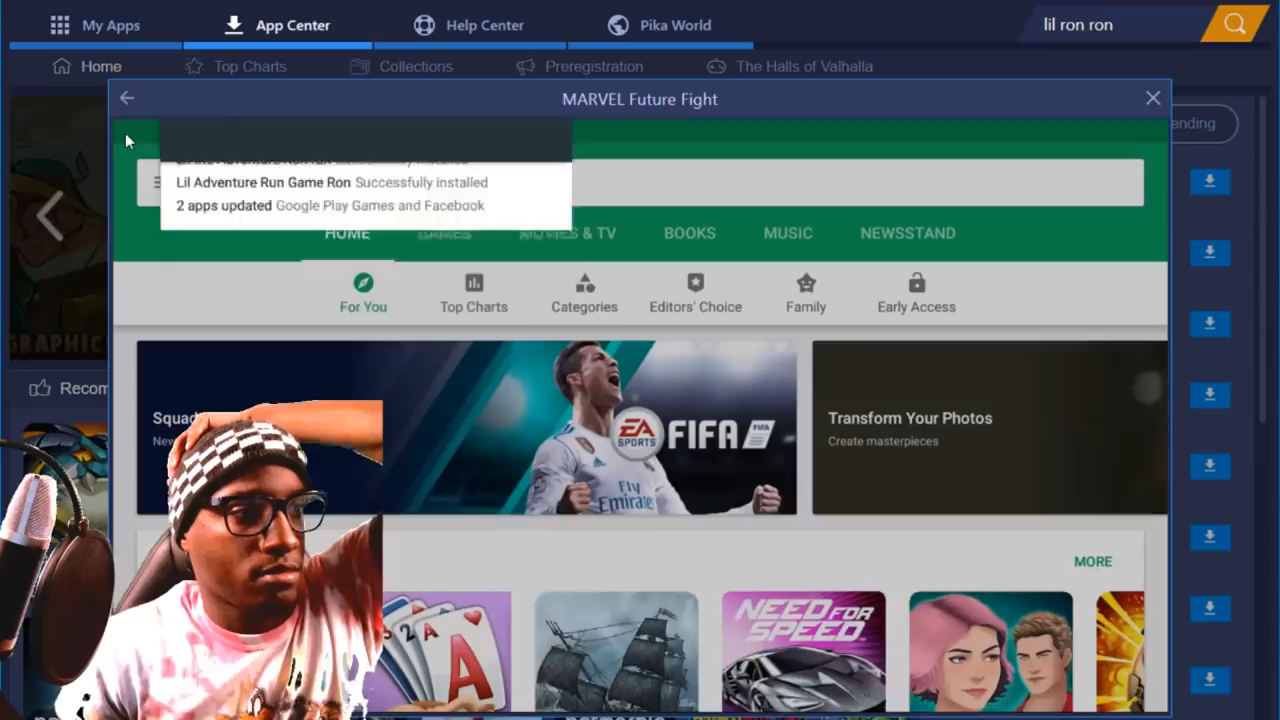 My Apps
App Center
Help Center
Pika World
lil ron ron
Home
Top Charts
Collections
Preregistration
The Halls of Valhalla
MARVEL Future Fight
ending
Lil Adventure Run Game Ron Successfully installed
2 apps updated Google Play Games and Facebook
HOME
GAMES
MOVIES & TV
BOOKS
MUSIC
NEWSSTAND
For You
Top Charts
Categories
Editors' Choice
Family
Early Access
GRAPHIC
Recom
Squad
New
EA
SPORTS
FIFA
Fly
Emirates
Transform Your Photos
Create masterpieces
MORE
2 A
A
NEED FOR
SPEED